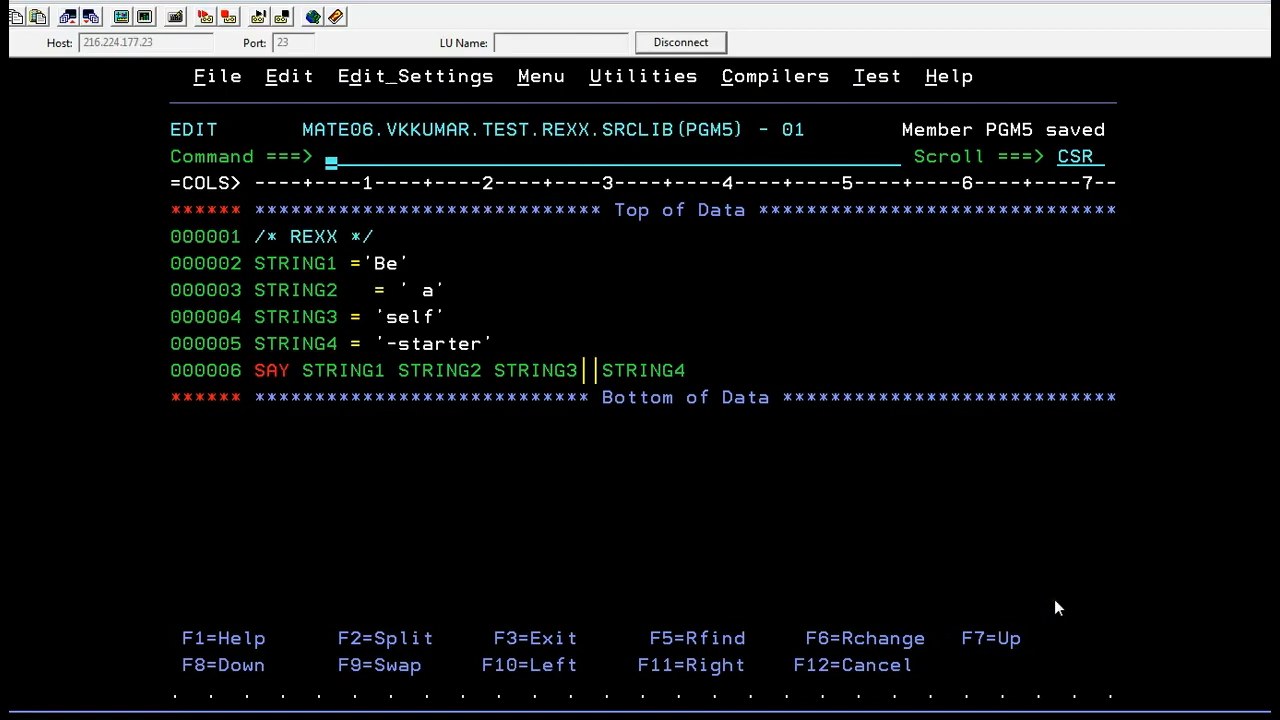 Host: 216.224.177.23 Port: 23 LU Name: Disconnect
File Edit Edit_Settings Menu Utilities Compilers Test Help
EDIT MATE06.VKKUMAR.TEST.REXX.SRCLIB(PGM5) - 01 Member PGM5 saved
Command ===> Scroll ===> CSR
=COLS> ----+----1----+----2----+----3----+----4----+----5----+----6----+----7--
****** ***************************** Top of Data ******************************
000001 /* REXX */
000002 STRING1 ='Be'
000003 STRING2   = ' a'
000004 STRING3 = 'self'
000005 STRING4 = '-starter'
000006 SAY STRING1 STRING2 STRING3||STRING4
****** **************************** Bottom of Data ****************************
F1=Help F2=Split F3=Exit F5=Rfind F6=Rchange F7=Up
F8=Down F9=Swap F10=Left F11=Right F12=Cancel